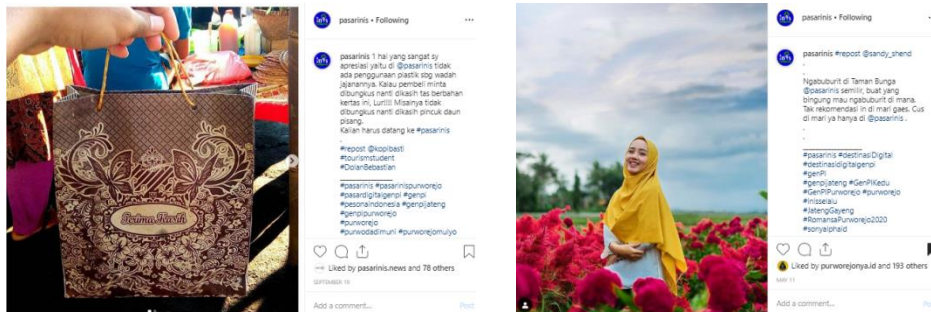 Terima Kasih
pasarinis • Following
pasarinis 1 hai yang sangat sy
apresiasi yaitu di @pasarinis tidak
ada penggunaan plastik sbg wadah
jajanannya. Kalau pembeli minta
dibungkus nanti dikasih tas berbahan
kertas ini, Lur!!! Misalnya tidak
dibungkus nanti dikasih pincuk daun
pisang.
Kalian harus datang ke #pasarinis
.
#repost @kopibasti
#tourismstudent
#DolanBebastian
#pasarinis #pasarinispurworejo
#pasardigitalgenpi #genpi
#pesonaindonesia #genpijateng
#genpipurworejo
#purworejo
#purwodadimuni #purworejomulyo
Liked by pasarinis.news and 78 others
SEPTEMBER 16
Add a comment...
Post
pasarinis • Following
pasarinis #repost @sandy_shend
.
.
Ngabuburit di Taman Bunga
@pasarinis semilir, buat yang
bingung mau ngabuburit di mana.
Tak rekomendasi in di mari gaes. Cus
di mari ya hanya di @pasarinis .
.
.
#pasarinis #destinasiDigital
#destinasidigitalgenpi
#genPI
#genpijateng #GenPIKedu
#GenPIPurworejo #purworejo
#inisselalu
#JatengGayeng
#RomansaPurworejo2020
#sonyalphaid
Liked by purworejonya.id and 193 others
MAY 11
Add a comment...